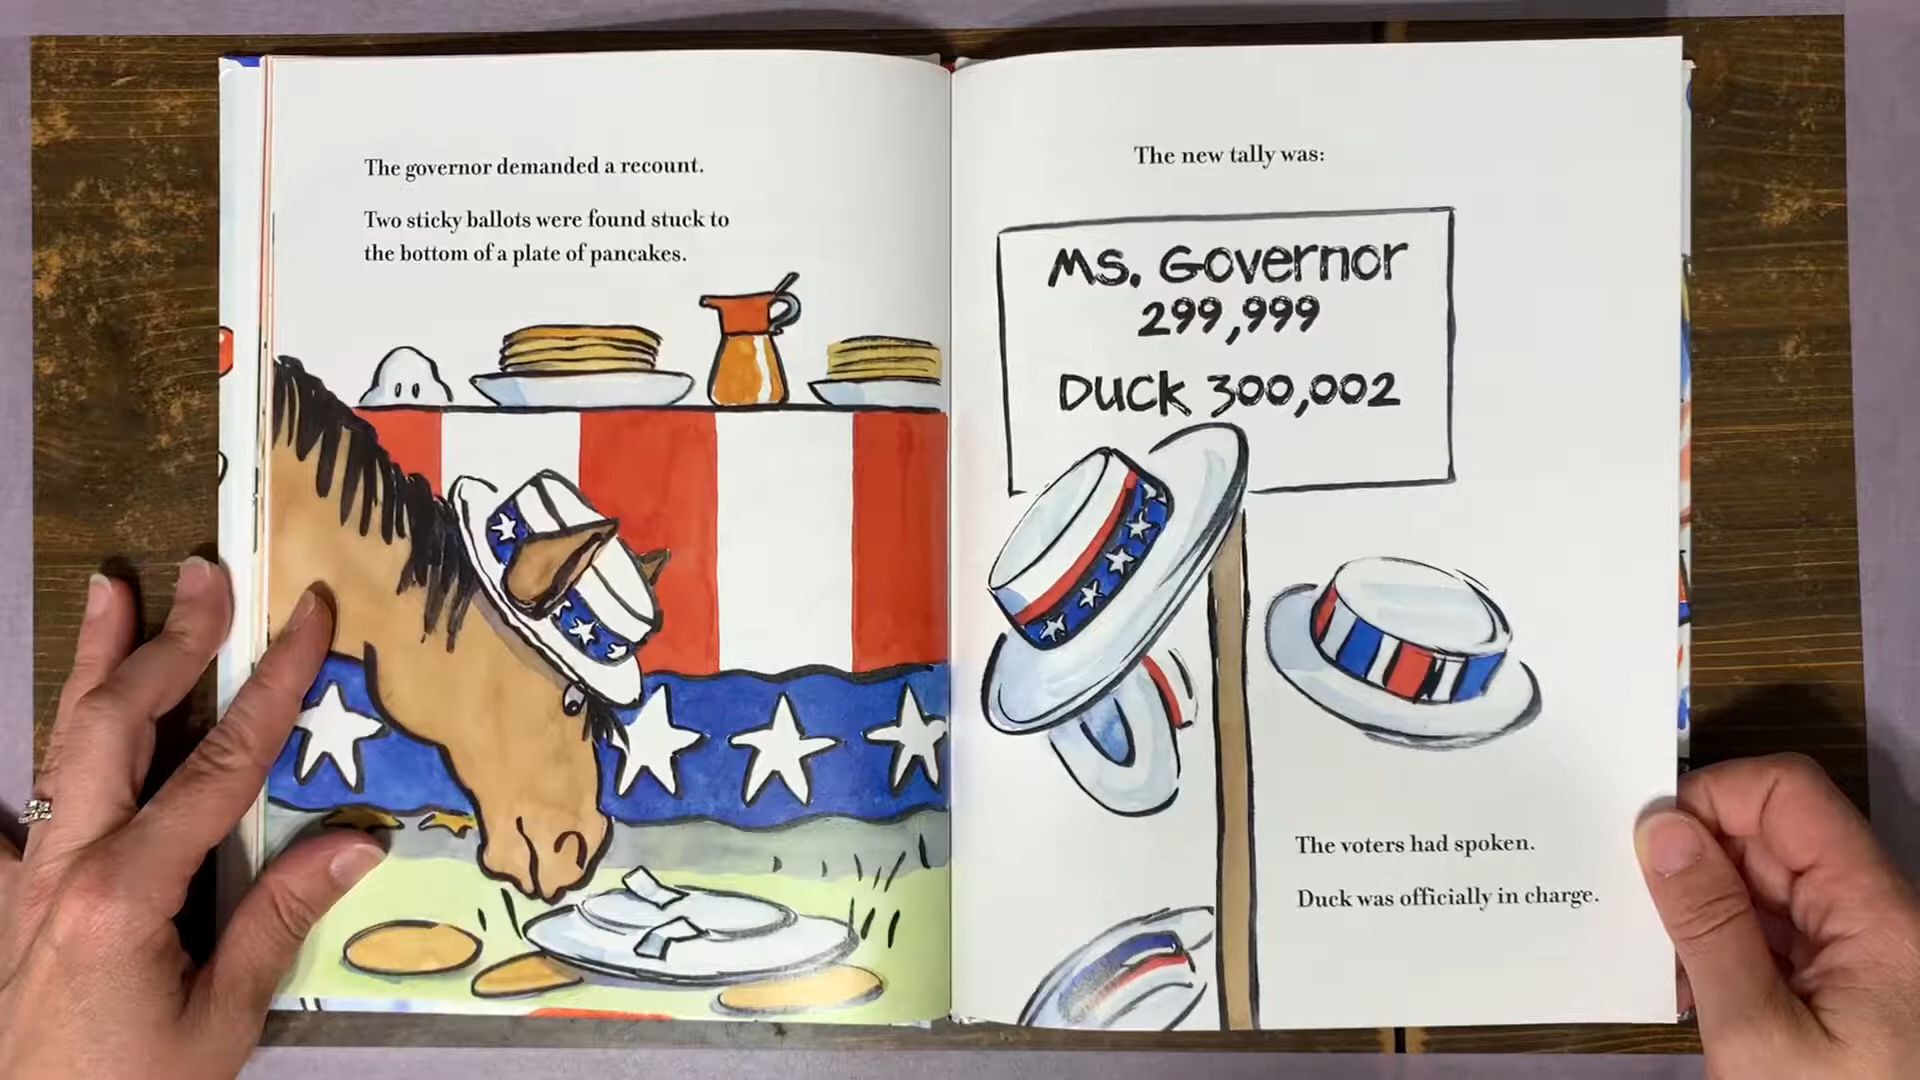 The governor demanded a recount.
Two sticky ballots were found stuck to
the bottom of a plate of pancakes.
The new tally was:
Ms. Governor
299,999
Duck 300,002
The voters had spoken.
Duck was officially in charge.